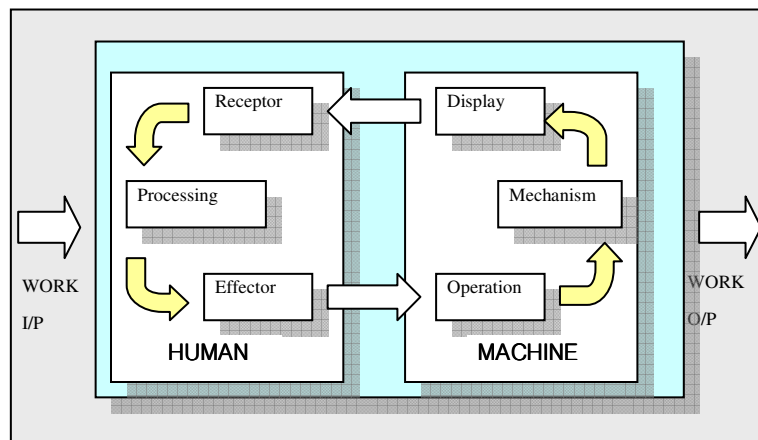 Receptor
Display
Processing
Mechanism
WORK
I/P
Effector
Operation
WORK
O/P
HUMAN
MACHINE